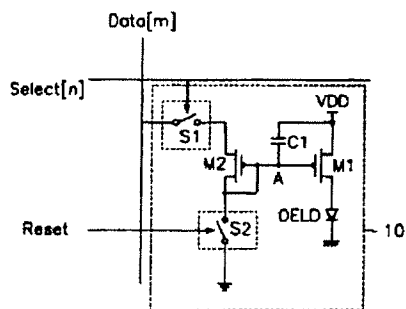 Data[m]
Select[n]
VDD
S1
C1
M2
A
M1
OELD
Reset
S2
10